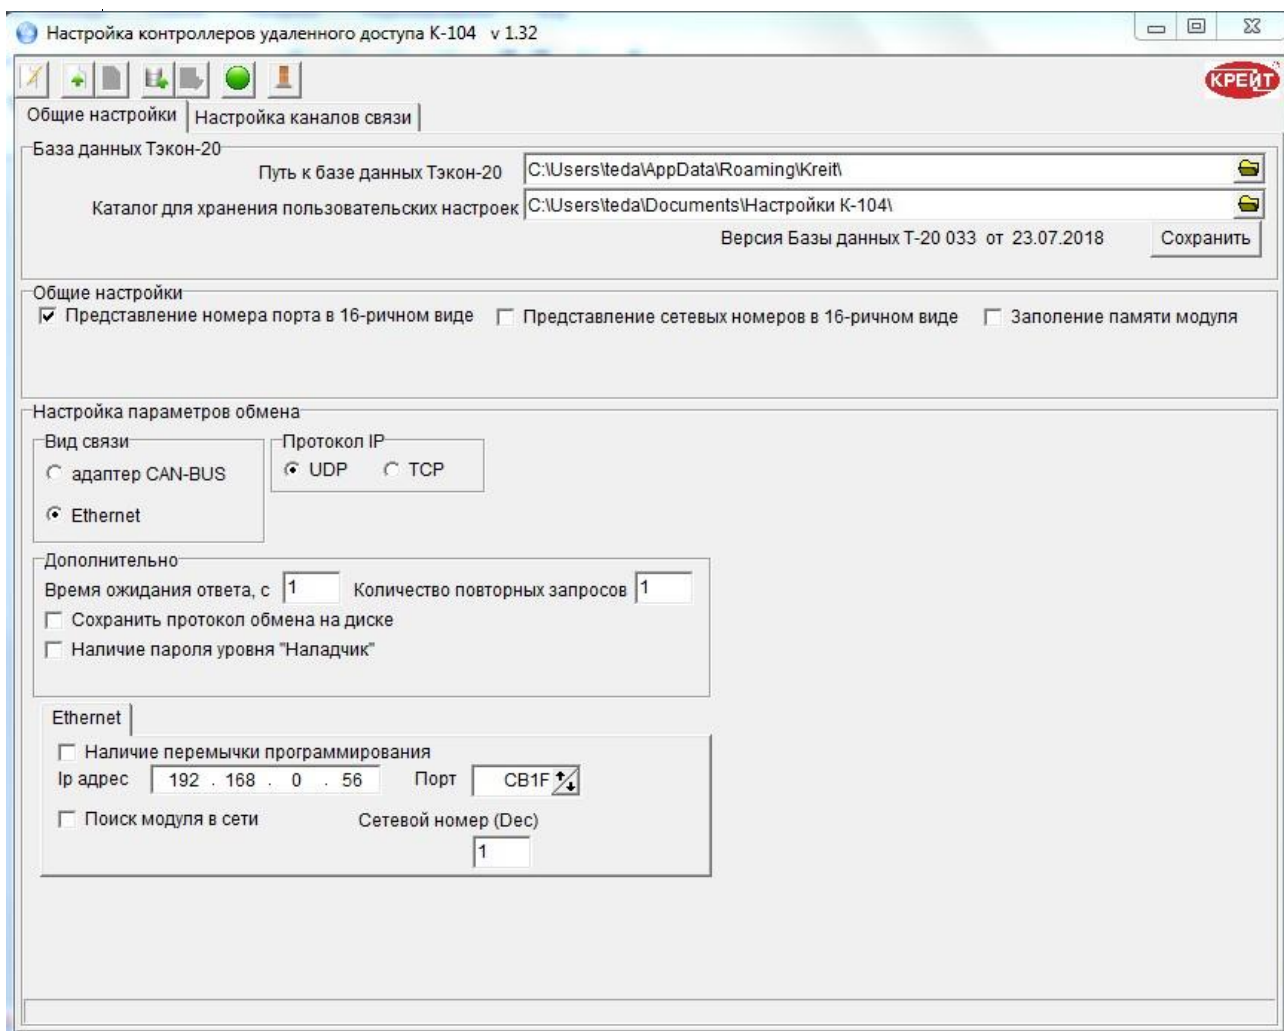 Настройка контроллеров удаленного доступа К-104 v 1.32
КРЕЙТ
Общие настройки Настройка каналов связи
База данных Тэкон-20
Путь к базе данных Тэкон-20 C:\Users\teda\AppData\Roaming\Kreit\
Каталог для хранения пользовательских настроек C:\Users\teda\Documents\Настройки К-104\
Версия Базы данных Т-20 033 от 23.07.2018 Сохранить
Общие настройки
Представление номера порта в 16-ричном виде Представление сетевых номеров в 16-ричном виде Заполение памяти модуля
Настройка параметров обмена
Вид связи Протокол IP
адаптер CAN-BUS UDP TCP
Ethernet
Дополнительно
Время ожидания ответа, с 1 Количество повторных запросов 1
Сохранить протокол обмена на диске
Наличие пароля уровня "Наладчик"
Ethernet
Наличие перемычки программирования
Ip адрес 192 . 168 . 0 . 56 Порт CB1F
Поиск модуля в сети Сетевой номер (Dec)
1